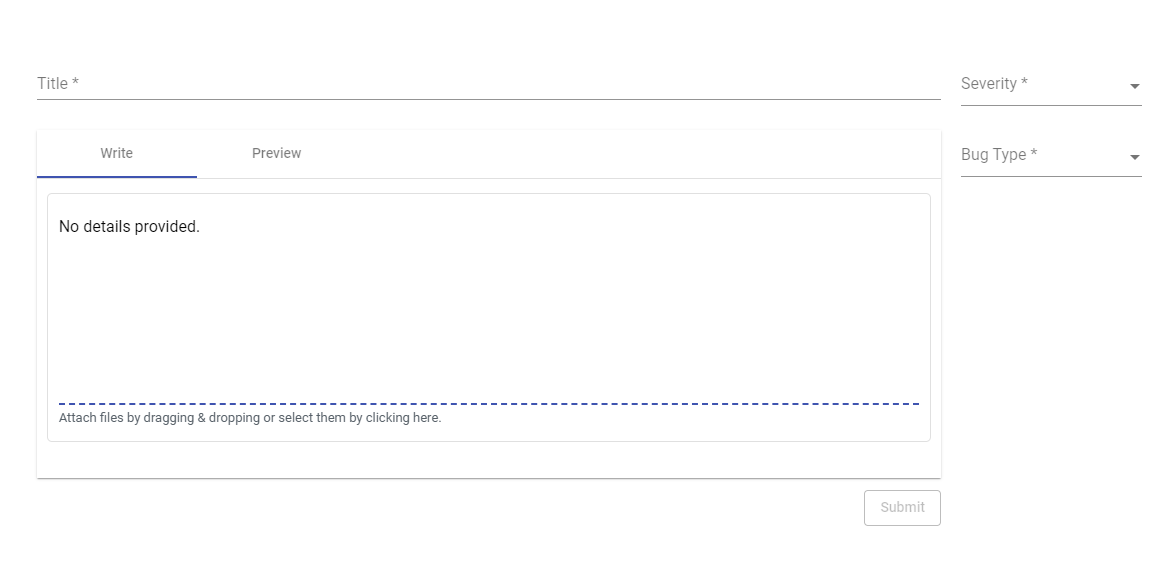 Title *
Severity *
Write
Preview
Bug Type *
No details provided.
Attach files by dragging & dropping or select them by clicking here.
Submit